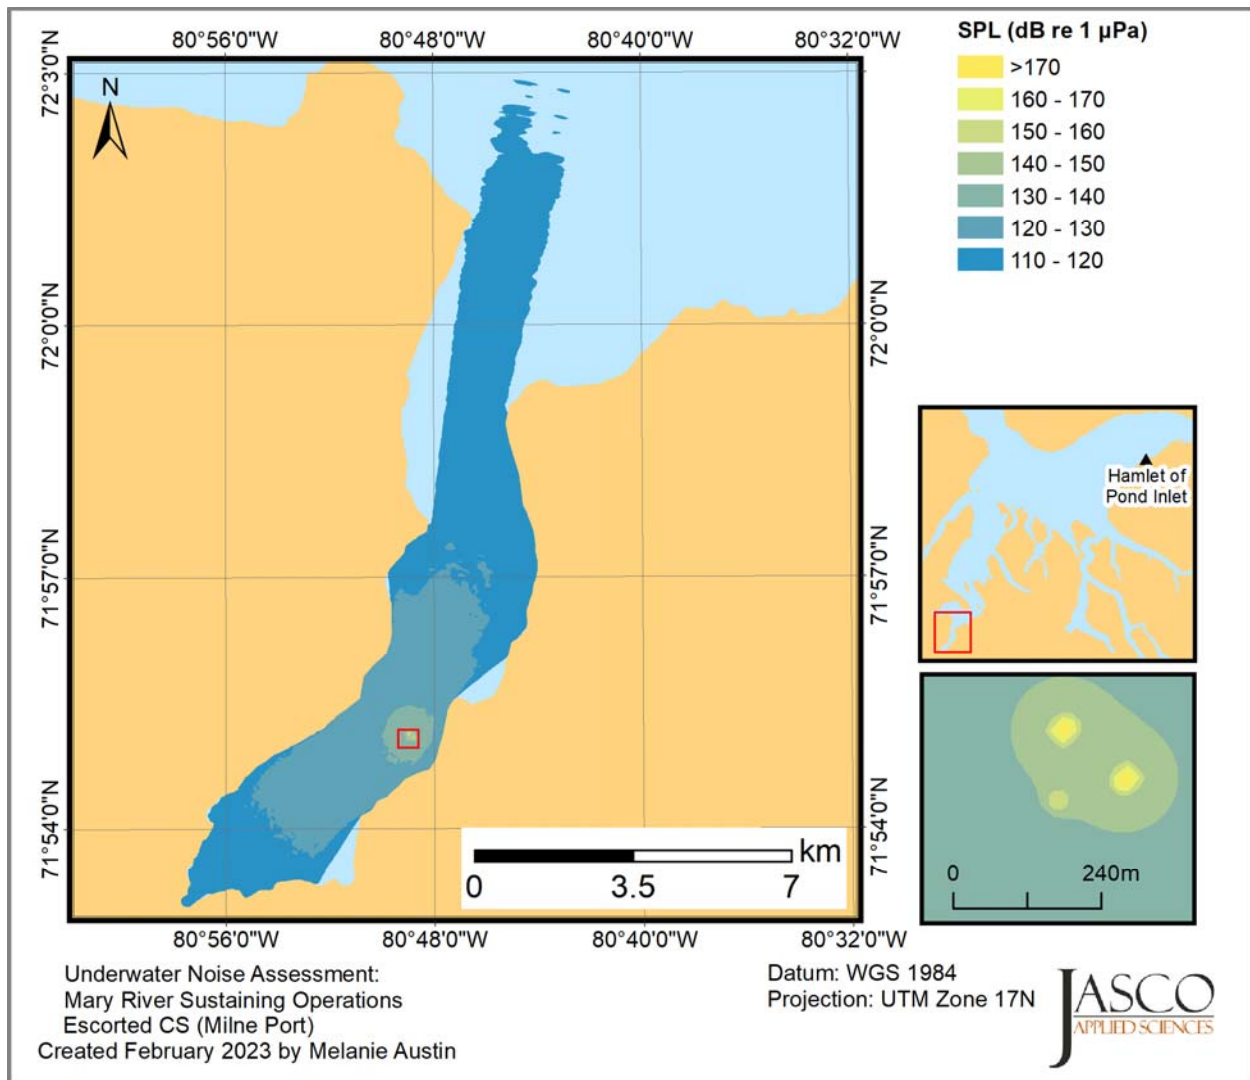 80°56'0"W 80°48'0"W 80°40'0"W 80°32'0"W
SPL (dB re 1 µPa)
>170
160 - 170
150 - 160
140 - 150
130 - 140
120 - 130
110 - 120
N
72°3'0"N
72°0'0"N
71°57'0"N
71°54'0"N
72°0'0"N
71°57'0"N
71°54'0"N
Hamlet of
Pond Inlet
0 240m
km
0 3.5 7
80°56'0"W 80°48'0"W 80°40'0"W 80°32'0"W
Underwater Noise Assessment:
Mary River Sustaining Operations
Escorted CS (Milne Port)
Created February 2023 by Melanie Austin
Datum: WGS 1984
Projection: UTM Zone 17N
JASCO
APPLIED SCIENCES